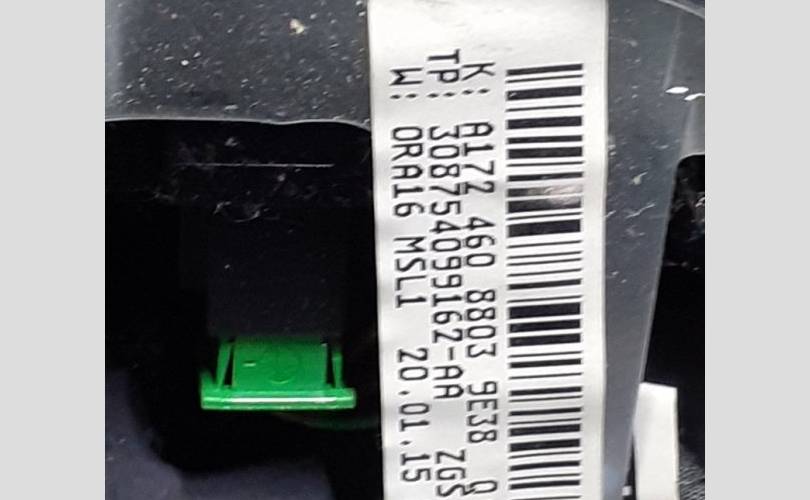 K: A172 460 8803 9E38 Q
TP: 308754099162-AA ZGS
W: ORA16 MSL1 20.01.15